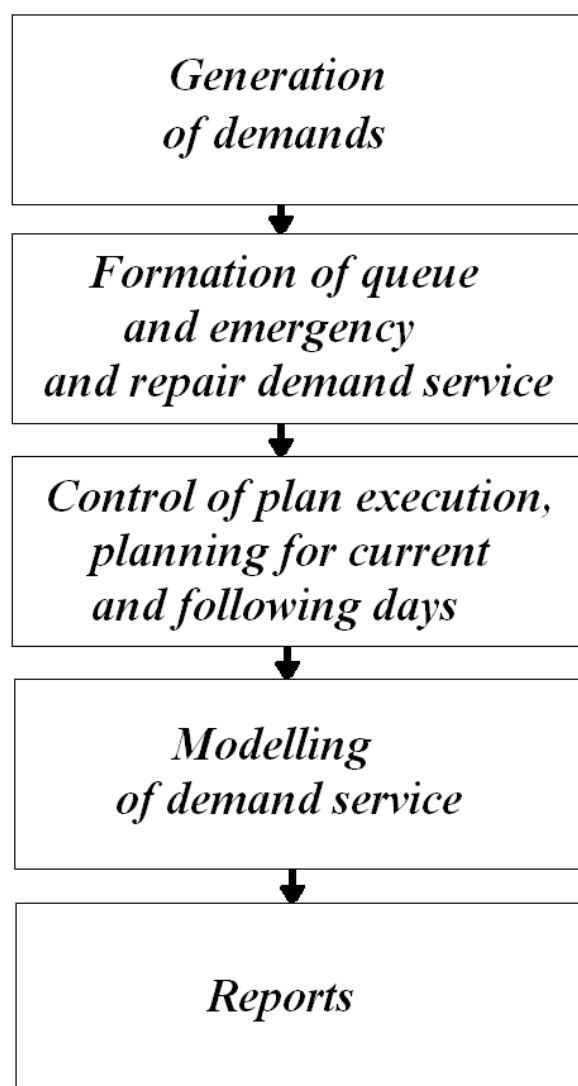 Generation
of demands
Formation of queue
and emergency
and repair demand service
Control of plan execution,
planning for current
and following days
Modelling
of demand service
Reports